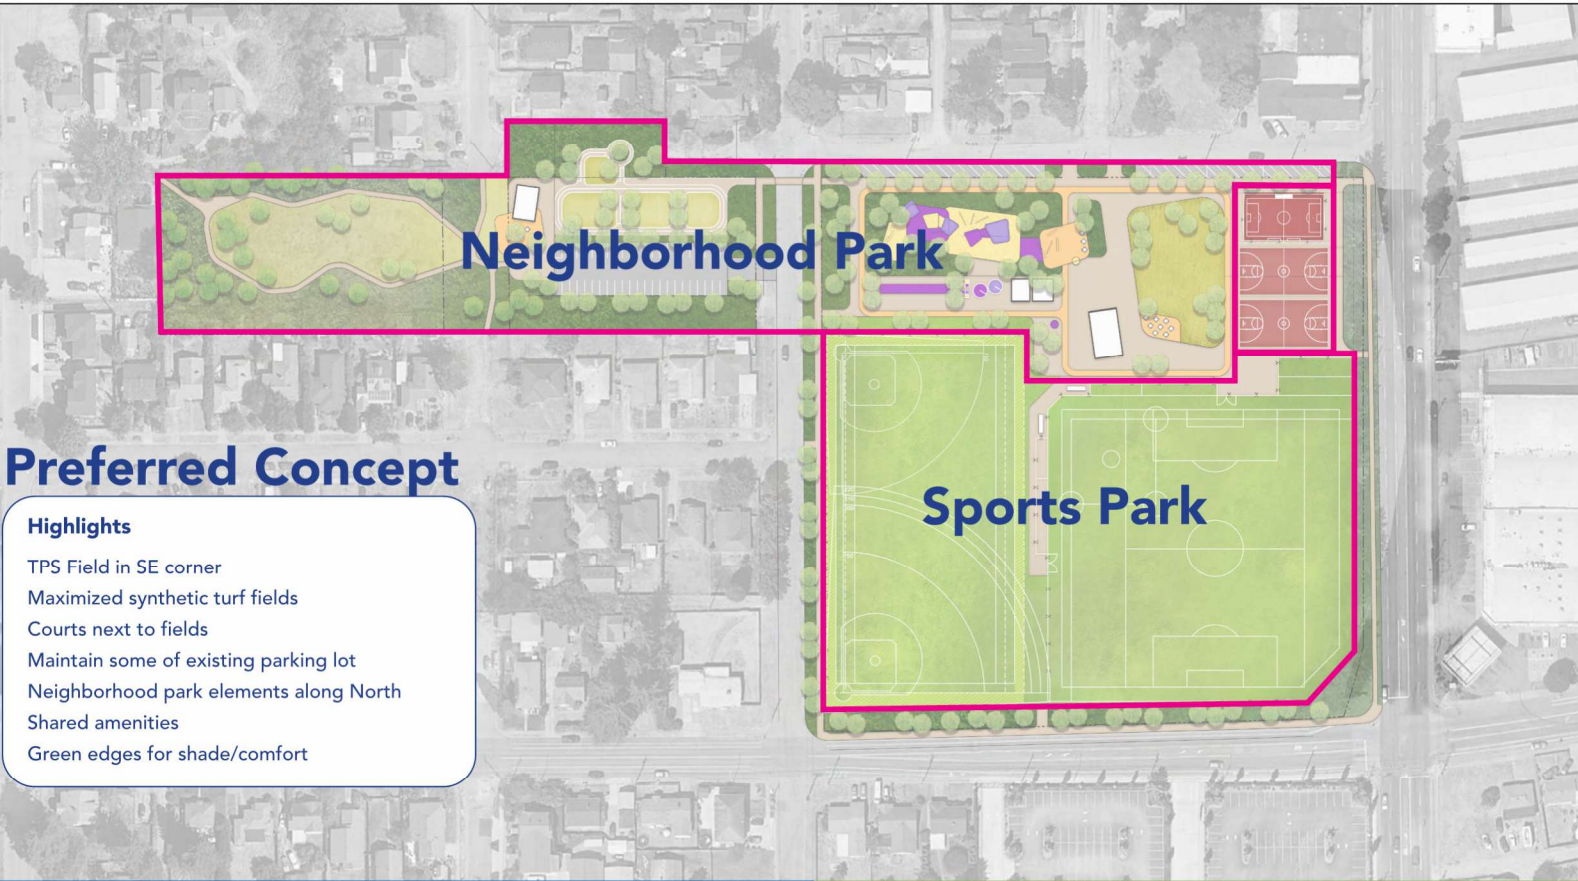 Neighborhood Park
Preferred Concept
Sports Park
Highlights
TPS Field in SE corner
Maximized synthetic turf fields
Courts next to fields
Maintain some of existing parking lot
Neighborhood park elements along North
Shared amenities
Green edges for shade/comfort